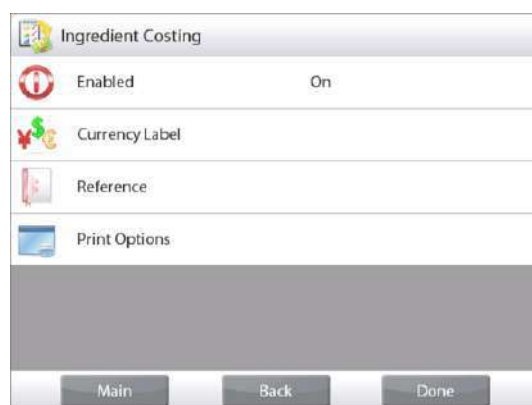 Ingredient Costing
Enabled On
Currency Label
Reference
Print Options
Main Back Done